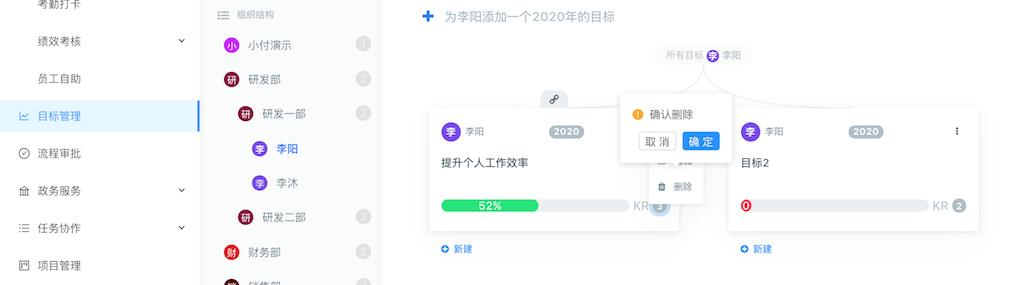 考勤打卡
绩效考核
员工自助
目标管理
流程审批
政务服务
任务协作
项目管理
组织结构
小 小付演示 1
研 研发部 2
研 研发一部 2
李 李阳
李 李沐
研 研发二部 2
财 财务部 2
销售部
为李阳添加一个2020年的目标
所有目标 李 李阳
李 李阳 2020
提升个人工作效率
52% KR 3
新建
确认删除
取 消 确 定
删除
李 李阳 2020
目标2
0 KR 2
新建